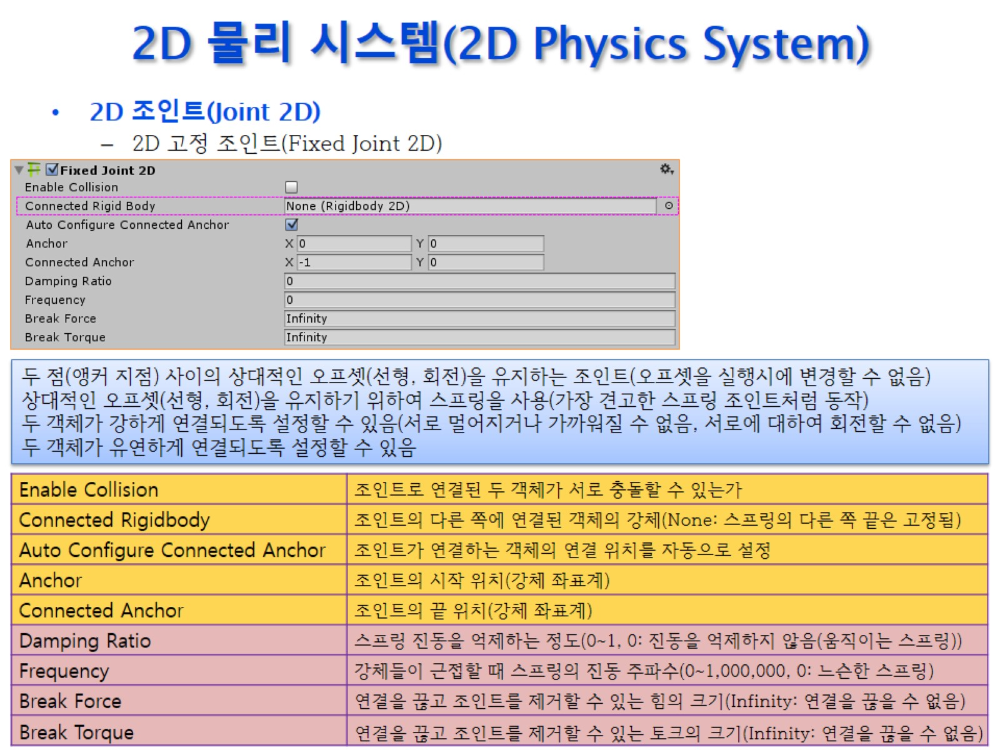 2D 물리 시스템(2D Physics System)
• 2D 조인트(Joint 2D)
– 2D 고정 조인트(Fixed Joint 2D)
Fixed Joint 2D
Enable Collision
Connected Rigid Body None (Rigidbody 2D)
Auto Configure Connected Anchor
Anchor X 0 Y 0
Connected Anchor X -1 Y 0
Damping Ratio 0
Frequency 0
Break Force Infinity
Break Torque Infinity
두 점(앵커 지점) 사이의 상대적인 오프셋(선형, 회전)을 유지하는 조인트(오프셋을 실행시에 변경할 수 없음)
상대적인 오프셋(선형, 회전)을 유지하기 위하여 스프링을 사용(가장 견고한 스프링 조인트처럼 동작)
두 객체가 강하게 연결되도록 설정할 수 있음(서로 멀어지거나 가까워질 수 없음, 서로에 대하여 회전할 수 없음)
두 객체가 유연하게 연결되도록 설정할 수 있음
Enable Collision 조인트로 연결된 두 객체가 서로 충돌할 수 있는가
Connected Rigidbody 조인트의 다른 쪽에 연결된 객체의 강체(None: 스프링의 다른 쪽 끝은 고정됨)
Auto Configure Connected Anchor 조인트가 연결하는 객체의 연결 위치를 자동으로 설정
Anchor 조인트의 시작 위치(강체 좌표계)
Connected Anchor 조인트의 끝 위치(강체 좌표계)
Damping Ratio 스프링 진동을 억제하는 정도(0~1, 0: 진동을 억제하지 않음(움직이는 스프링))
Frequency 강체들이 근접할 때 스프링의 진동 주파수(0~1,000,000, 0: 느슨한 스프링)
Break Force 연결을 끊고 조인트를 제거할 수 있는 힘의 크기(Infinity: 연결을 끊을 수 없음)
Break Torque 연결을 끊고 조인트를 제거할 수 있는 토크의 크기(Infinity: 연결을 끊을 수 없음)